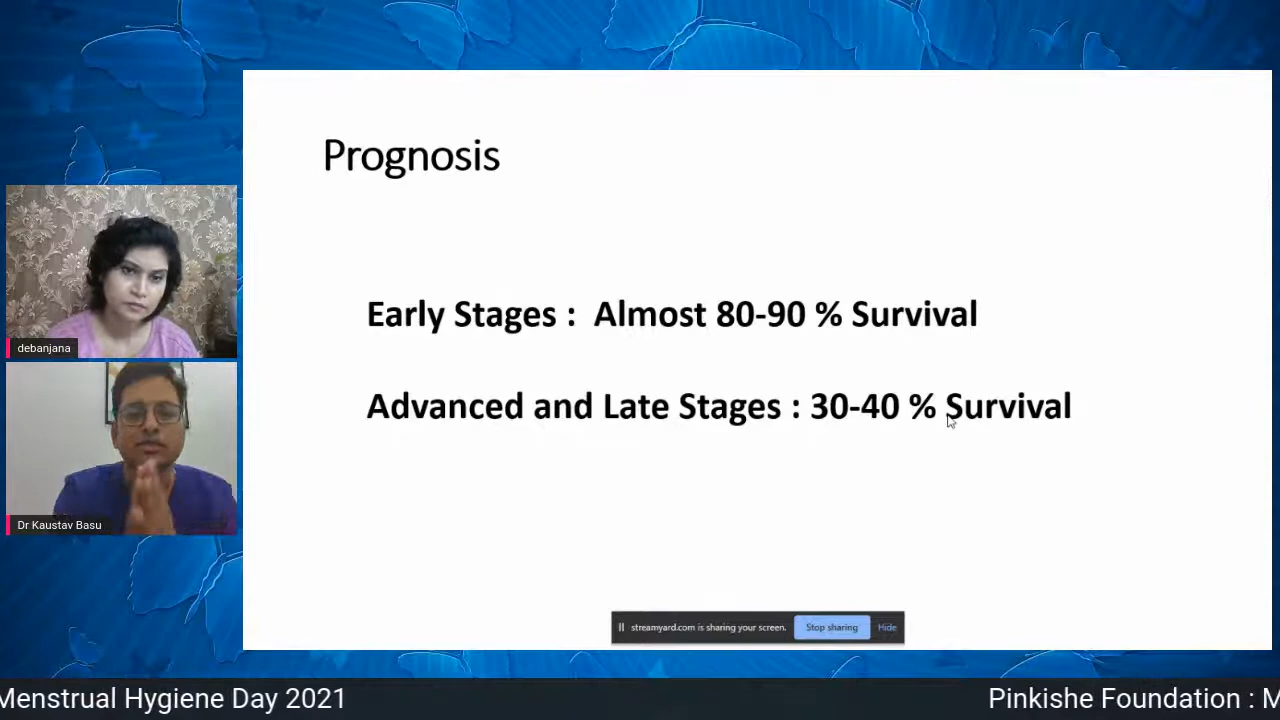 Prognosis
Early Stages : Almost 80-90 % Survival
Advanced and Late Stages : 30-40 % Survival
debanjana
Dr Kaustav Basu
streamyard.com is sharing your screen. Stop sharing Hide
Menstrual Hygiene Day 2021 Pinkishe Foundation : M